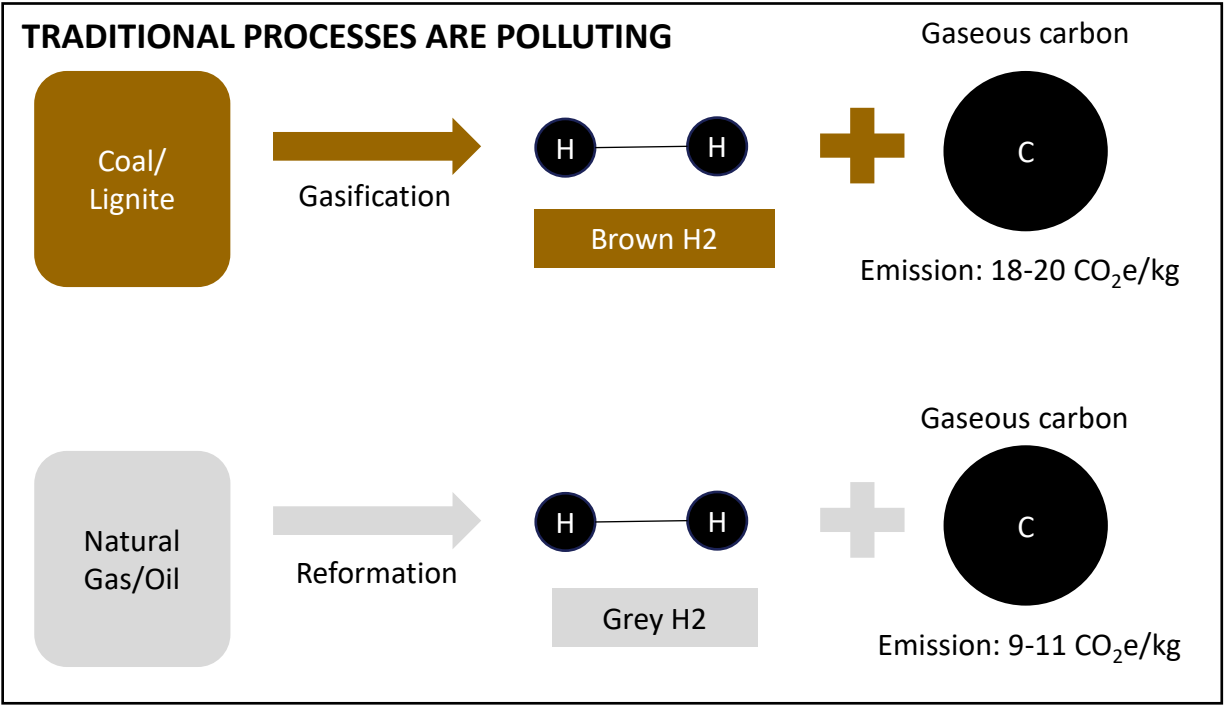 TRADITIONAL PROCESSES ARE POLLUTING
Coal/
Lignite
Gasification
H
H
Brown H2
Gaseous carbon
C
Emission: 18-20 CO₂e/kg
Natural
Gas/Oil
Reformation
H
H
Grey H2
Gaseous carbon
C
Emission: 9-11 CO₂e/kg